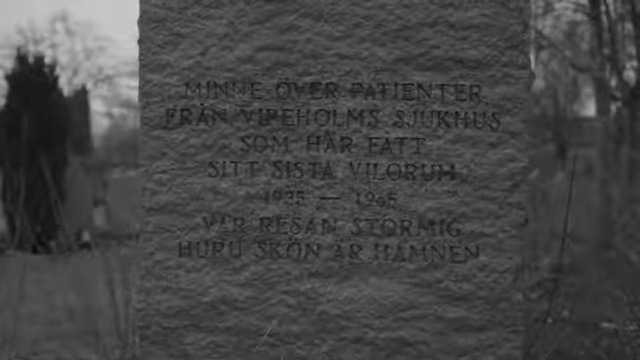 MINNE ÖVER PATIENTER
FRÅN VIPEHOLMS SJUKHUS
SOM HÄR FÅTT
SITT SISTA VILORUM
1935 — 1965
VAR RESAN STORMIG
HURU SKÖN ÄR HAMNEN